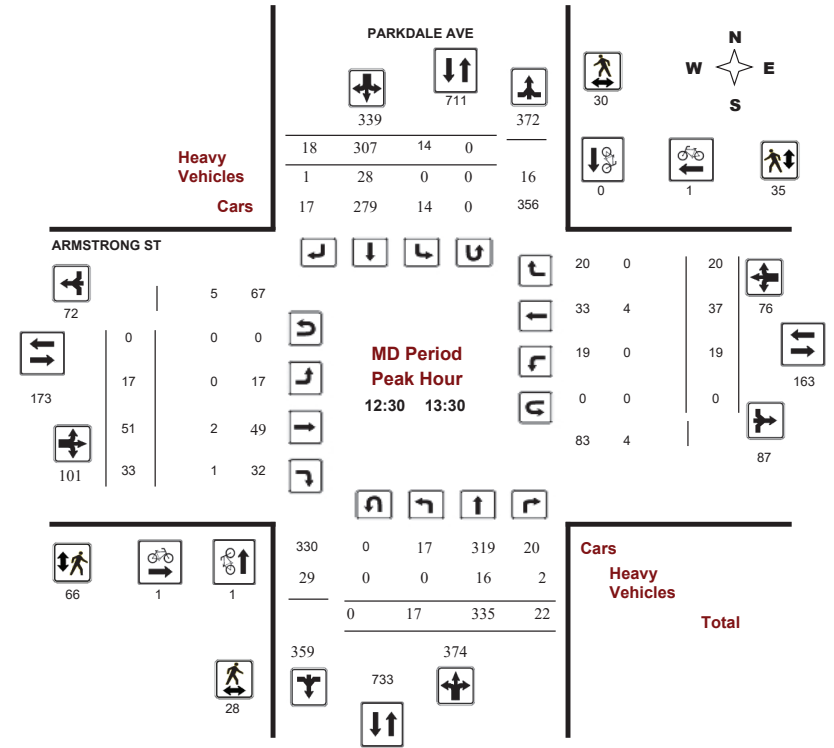 PARKDALE AVE
N
W E
S
711
30
339 372
18 307 14 0
Heavy
Vehicles
1 28 0 0 16
Cars
17 279 14 0 356
0 1 35
ARMSTRONG ST
72
5 67
20 0 20
76
33 4 37
0 0 0
173
17 0 17
MD Period
Peak Hour
12:30 13:30
19 0 19
163
0 0 0
51 2 49
101
33 1 32
83 4
87
330 0 17 319 20
Cars
29 0 0 16 2
Heavy
Vehicles
0 17 335 22
Total
66 1 1
359 374
733
28